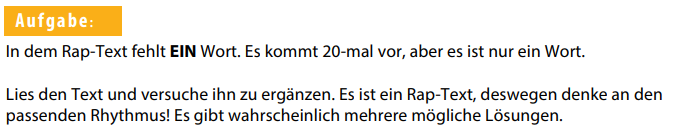 Aufgabe:
In dem Rap-Text fehlt EIN Wort. Es kommt 20-mal vor, aber es ist nur ein Wort.
Lies den Text und versuche ihn zu ergänzen. Es ist ein Rap-Text, deswegen denke an den
passenden Rhythmus! Es gibt wahrscheinlich mehrere mögliche Lösungen.